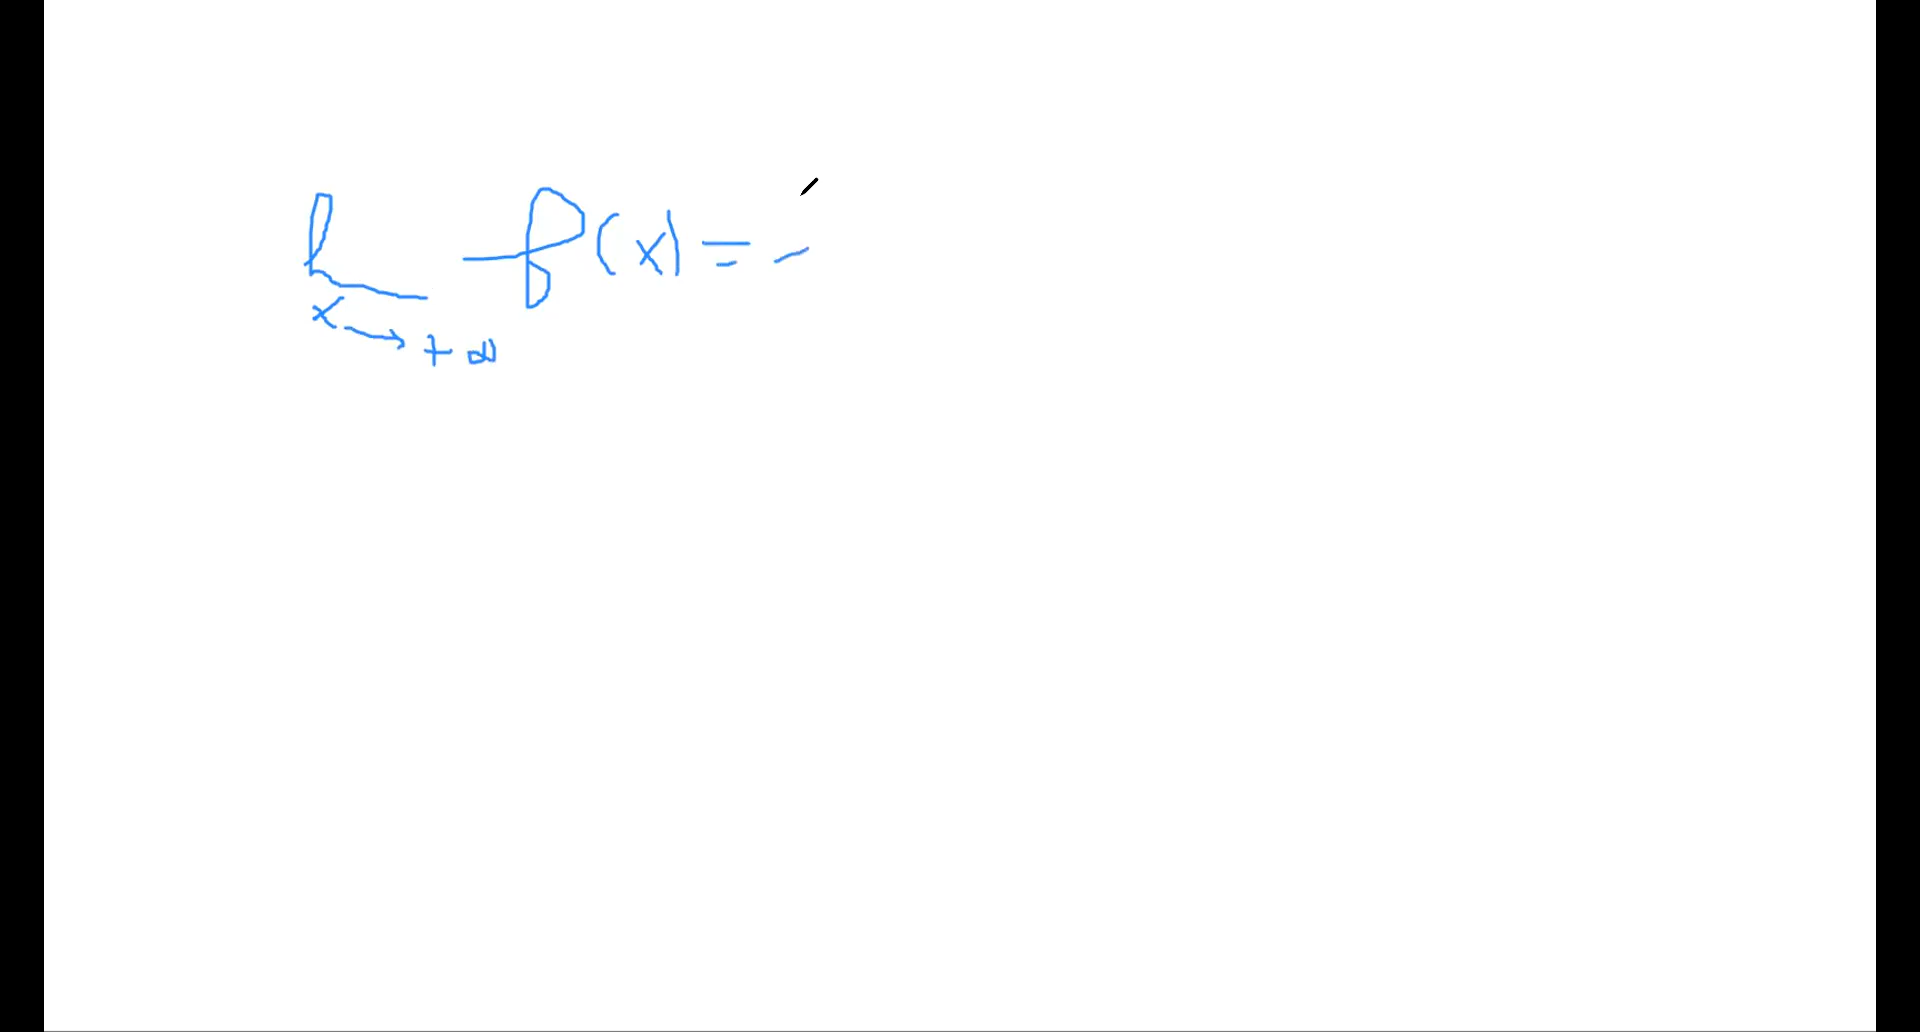 lim f(x) = -
x → + ∞